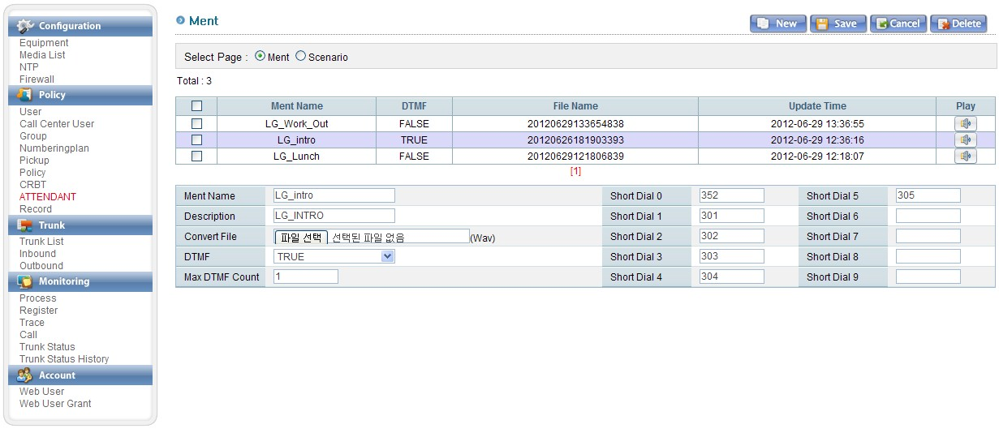 Configuration
Equipment
Media List
NTP
Firewall
Policy
User
Call Center User
Group
Numberingplan
Pickup
Policy
CRBT
ATTENDANT
Record
Trunk
Trunk List
Inbound
Outbound
Monitoring
Process
Register
Trace
Call
Trunk Status
Trunk Status History
Account
Web User
Web User Grant
Ment New Save Cancel Delete
Select Page : Ment Scenario
Total : 3
Ment Name DTMF File Name Update Time Play
LG_Work_Out FALSE 20120629133654838 2012-06-29 13:36:55
LG_intro TRUE 20120626181903393 2012-06-29 12:36:16
LG_Lunch FALSE 20120629121806839 2012-06-29 12:18:07
[1]
Ment Name LG_intro Short Dial 0 352 Short Dial 5 305
Description LG_INTRO Short Dial 1 301 Short Dial 6
Convert File 파일 선택 선택된 파일 없음 (Wav) Short Dial 2 302 Short Dial 7
DTMF TRUE Short Dial 3 303 Short Dial 8
Max DTMF Count 1 Short Dial 4 304 Short Dial 9